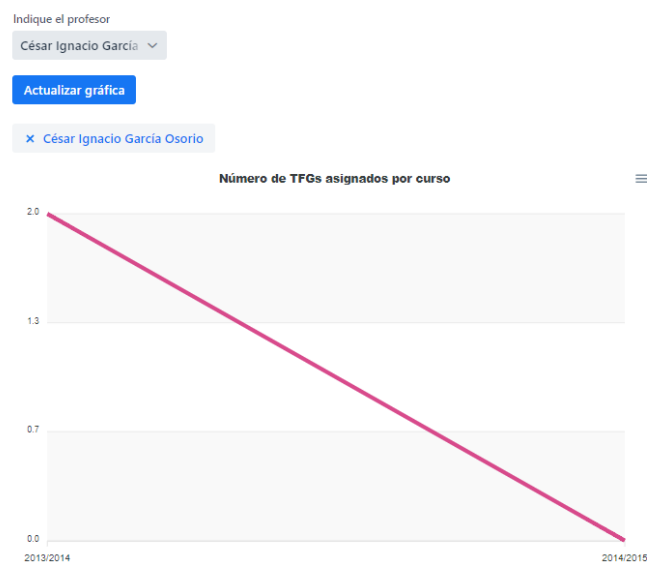 Indique el profesor
César Ignacio García
Actualizar gráfica
× César Ignacio García Osorio
Número de TFGs asignados por curso
2.0
1.3
0.7
0.0
2013/2014 2014/2015